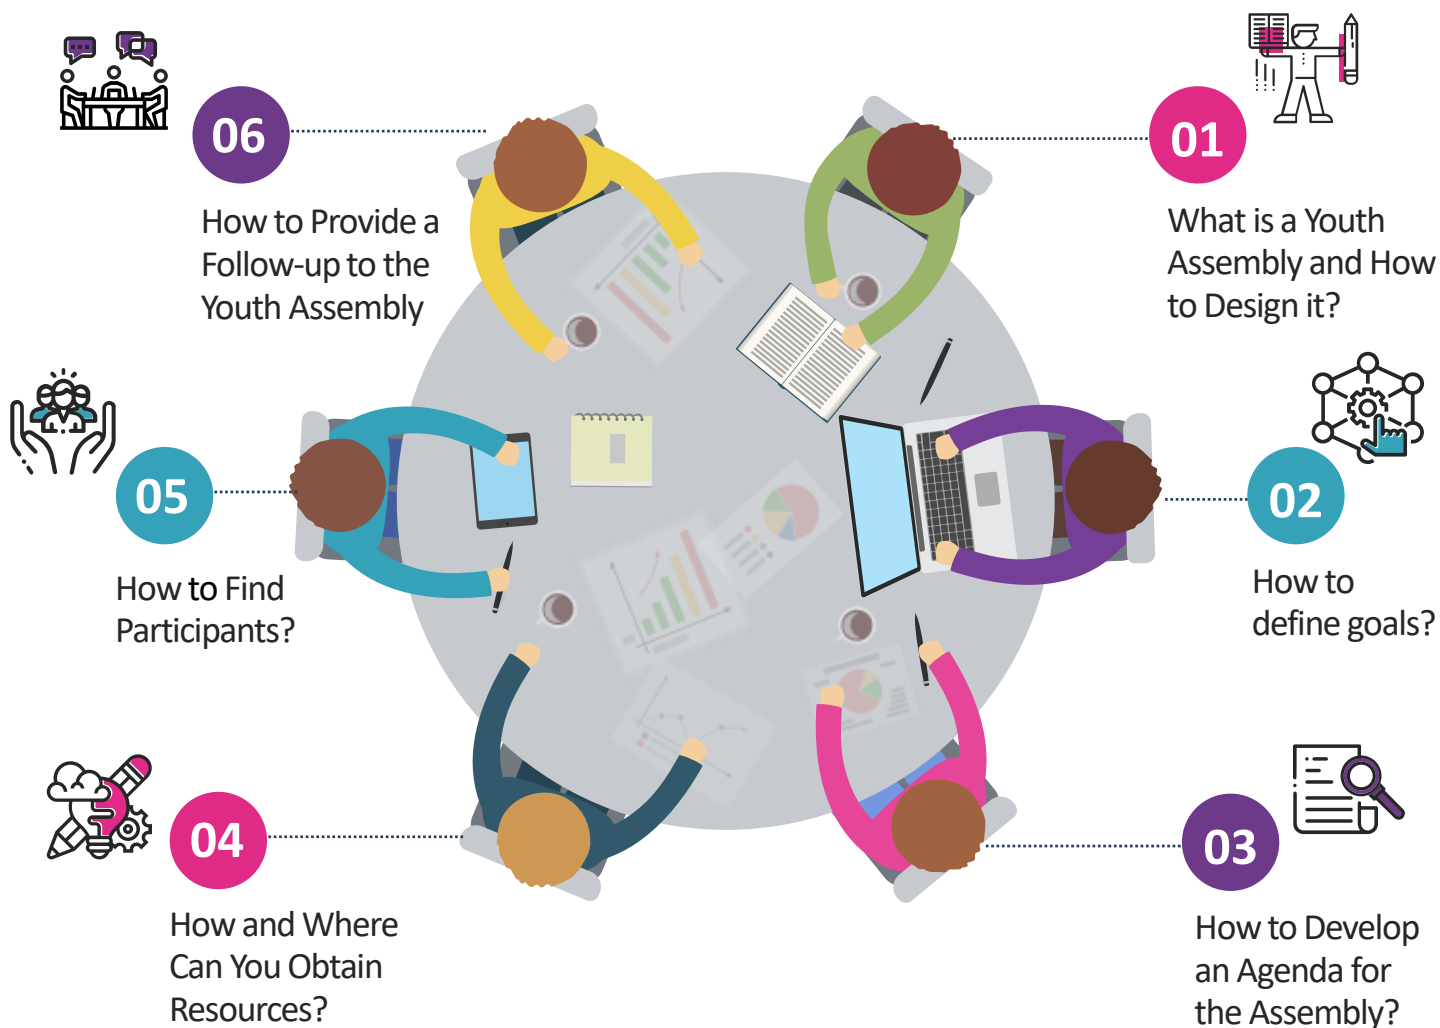 01
What is a Youth
Assembly and How
to Design it?
02
How to
define goals?
03
How to Develop
an Agenda for
the Assembly?
04
How and Where
Can You Obtain
Resources?
05
How to Find
Participants?
06
How to Provide a
Follow-up to the
Youth Assembly